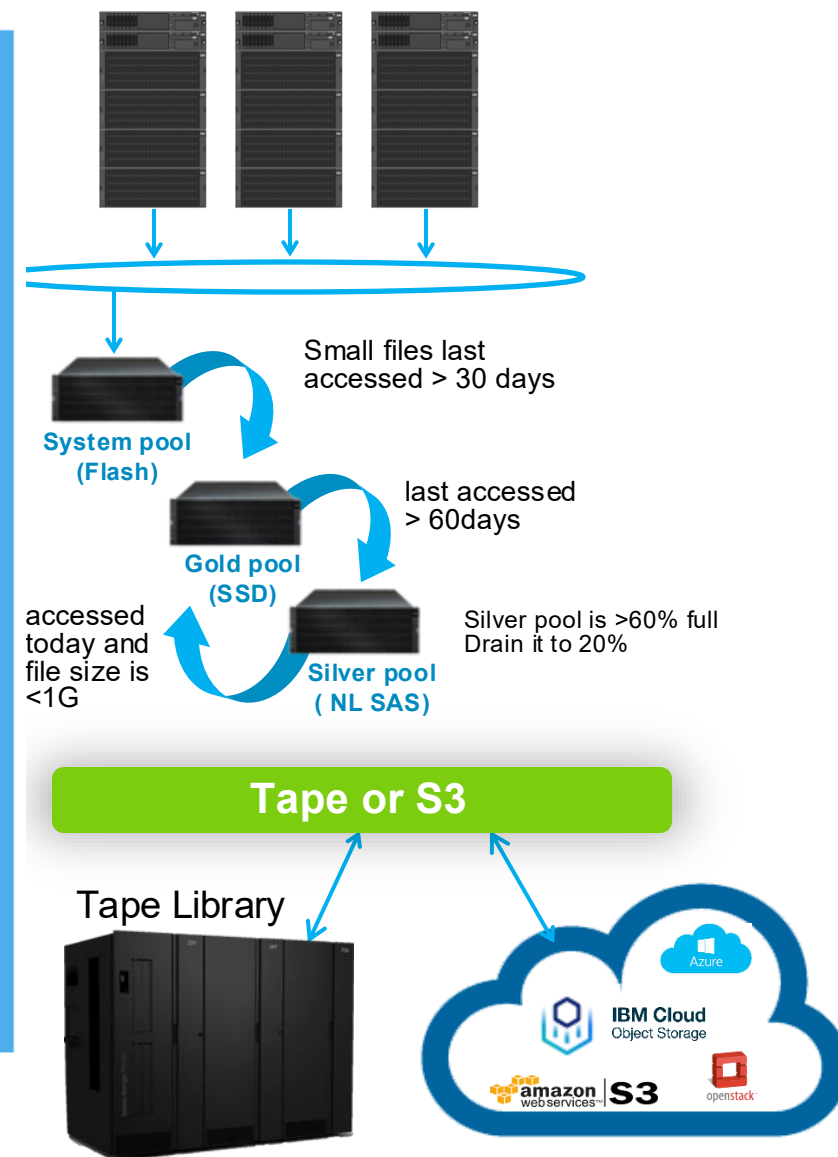 Small files last
accessed > 30 days
System pool
(Flash)
last accessed
> 60days
Gold pool
(SSD)
accessed
today and
file size is
<1G
Silver pool is >60% full
Drain it to 20%
Silver pool
( NL SAS)
Tape or S3
Tape Library
Azure
IBM Cloud
Object Storage
amazon
webservices™
S3
openstack